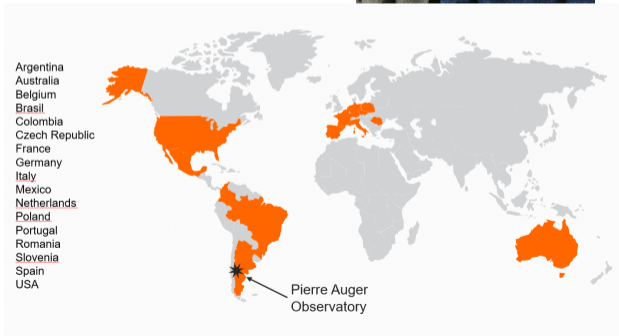 Argentina
Australia
Belgium
Brasil
Colombia
Czech Republic
France
Germany
Italy
Mexico
Netherlands
Poland
Portugal
Romania
Slovenia
Spain
USA
Pierre Auger
Observatory